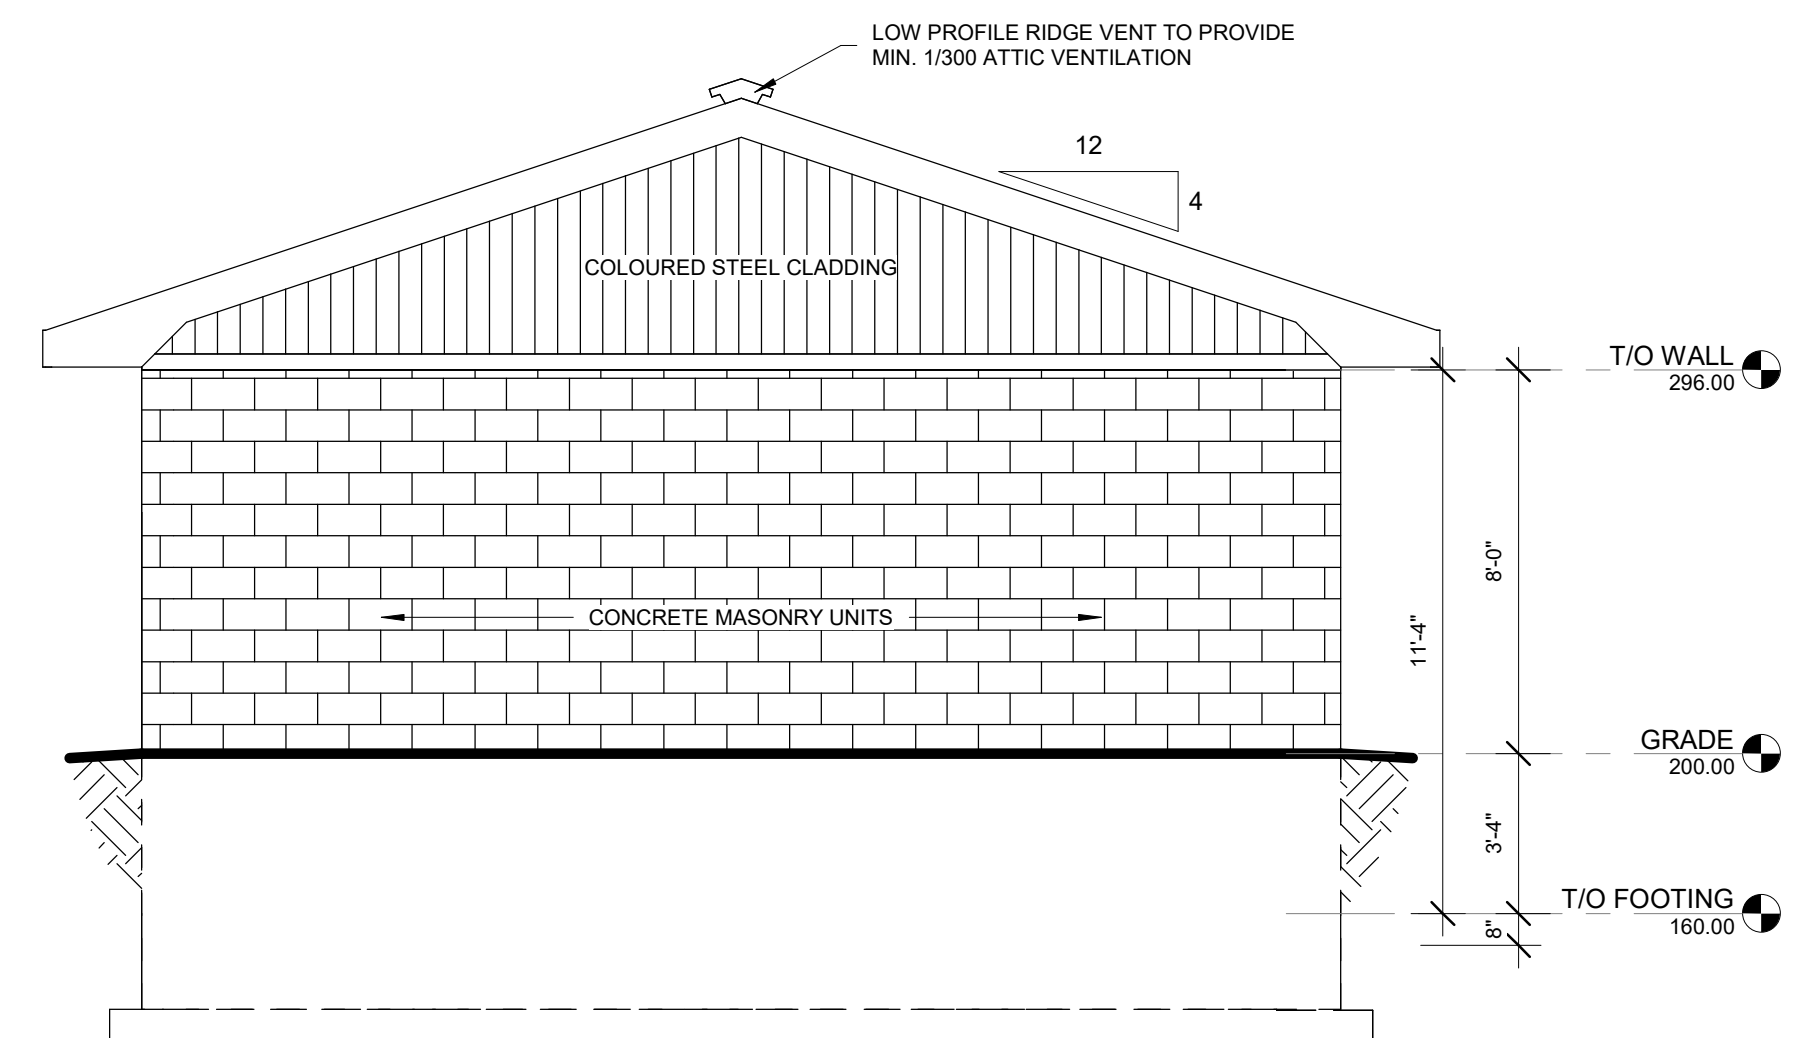 LOW PROFILE RIDGE VENT TO PROVIDE
MIN. 1/300 ATTIC VENTILATION
12
4
COLOURED STEEL CLADDING
T/O WALL
296.00
8'-0"
CONCRETE MASONRY UNITS
11'-4"
GRADE
200.00
3'-4"
T/O FOOTING
160.00
8"